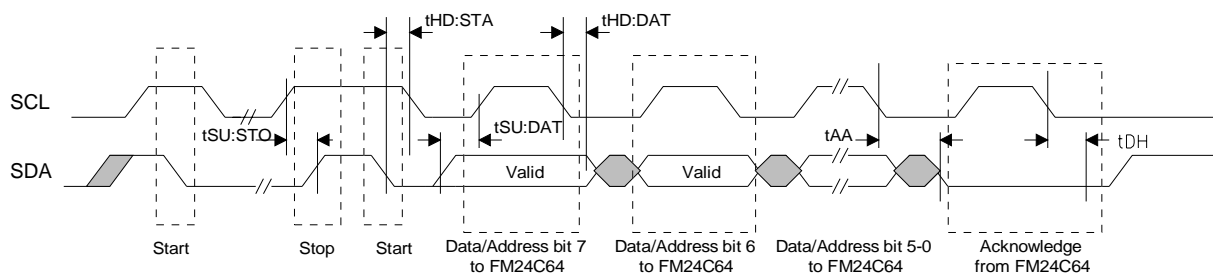 tHD:STA
tHD:DAT
SCL
tSU:STO
tSU:DAT
tAA
tDH
SDA
Valid
Valid
Start
Stop
Start
Data/Address bit 7
to FM24C64
Data/Address bit 6
to FM24C64
Data/Address bit 5-0
to FM24C64
Acknowledge
from FM24C64